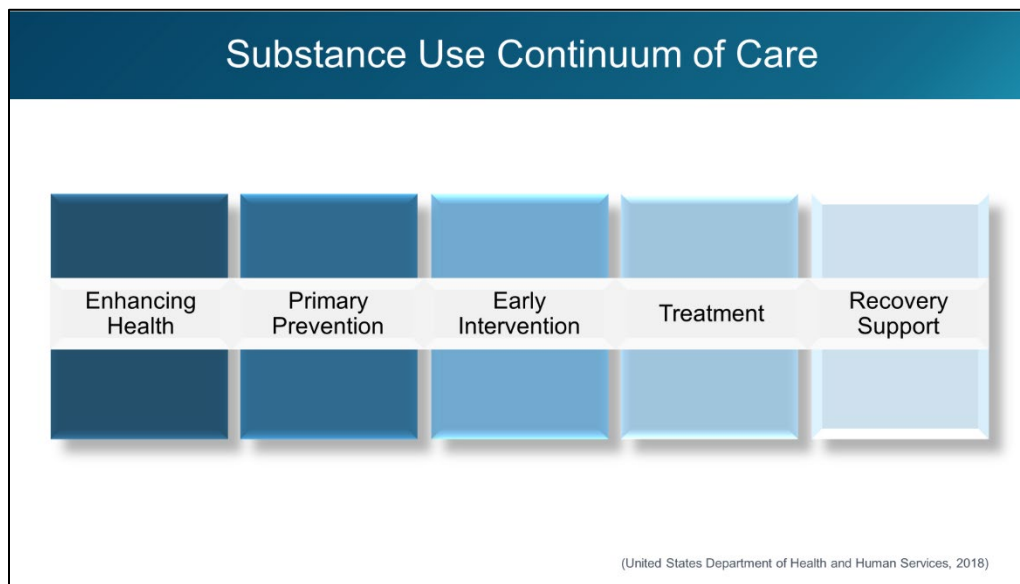 Substance Use Continuum of Care
Enhancing
Health
Primary
Prevention
Early
Intervention
Treatment
Recovery
Support
(United States Department of Health and Human Services, 2018)